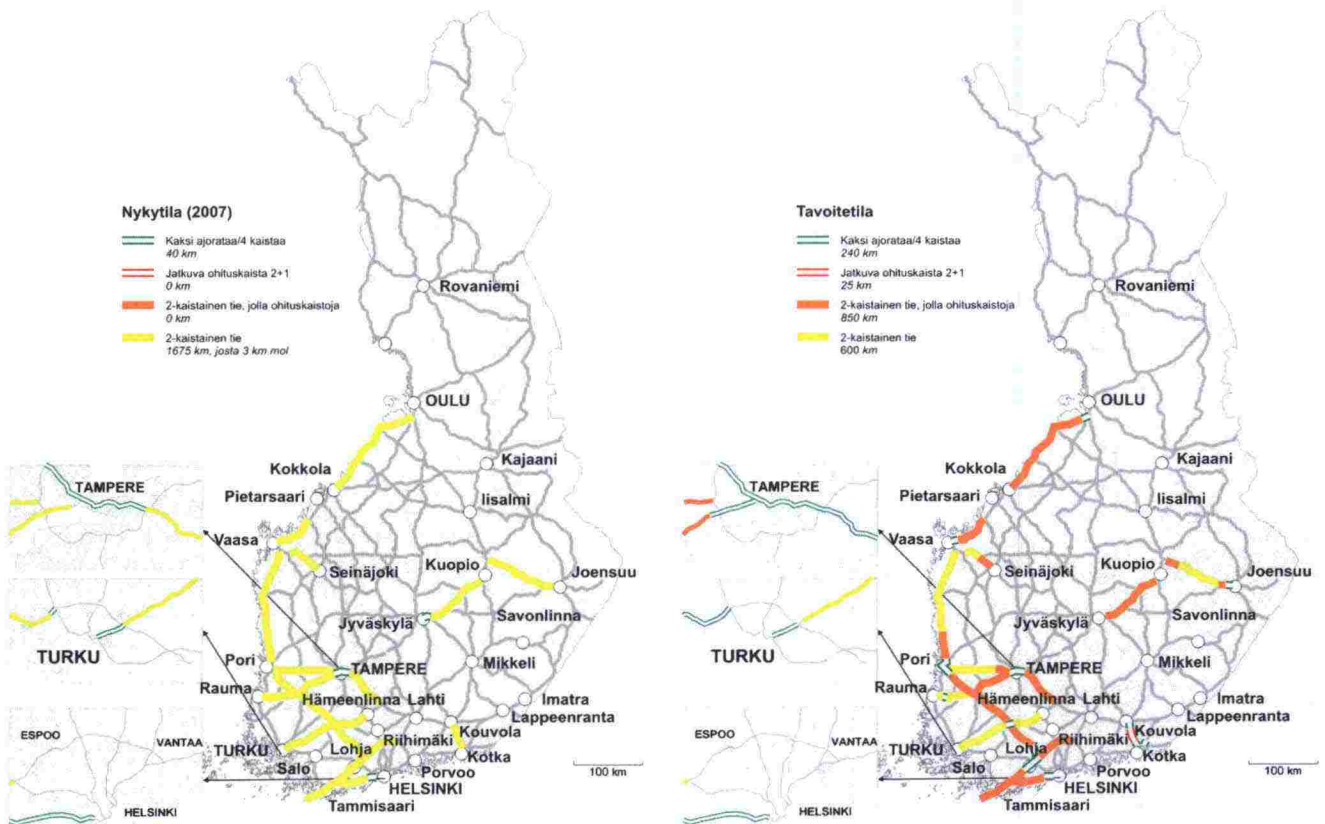 Nykytila (2007)
Kaksi ajorataa/4 kaistaa
40 km
Jatkuva ohituskaista 2+1
0 km
2-kaistainen tie, jolla ohituskaistoja
0 km
2-kaistainen tie
1675 km, josta 3 km mol
Rovaniemi
OULU
Kajaani
Kokkola
Pietarsaari
Iisalmi
Vaasa
Seinäjoki
Kuopio
Joensuu
Savonlinna
Jyväskylä
Pori
TAMPERE
Mikkeli
Rauma
Hämeenlinna
Lahti
Imatra
Lappeenranta
Kouvola
TURKU
Lohja
Riihimäki
Kotka
Salo
Porvoo
HELSINKI
Tammisaari
100 km
TAMPERE
TURKU
ESPOO
VANTAA
HELSINKI
Tavoitetila
Kaksi ajorataa/4 kaistaa
240 km
Jatkuva ohituskaista 2+1
25 km
2-kaistainen tie, jolla ohituskaistoja
850 km
2-kaistainen tie
600 km
Rovaniemi
OULU
Kajaani
Kokkola
Pietarsaari
Iisalmi
Vaasa
Seinäjoki
Kuopio
Joensuu
Savonlinna
Jyväskylä
Pori
TAMPERE
Mikkeli
Rauma
Hämeenlinna
Lahti
Imatra
Lappeenranta
Kouvola
TURKU
Lohja
Riihimäki
Kotka
Salo
Porvoo
HELSINKI
Tammisaari
100 km
TAMPERE
TURKU
ESPOO
VANTAA
HELSINKI